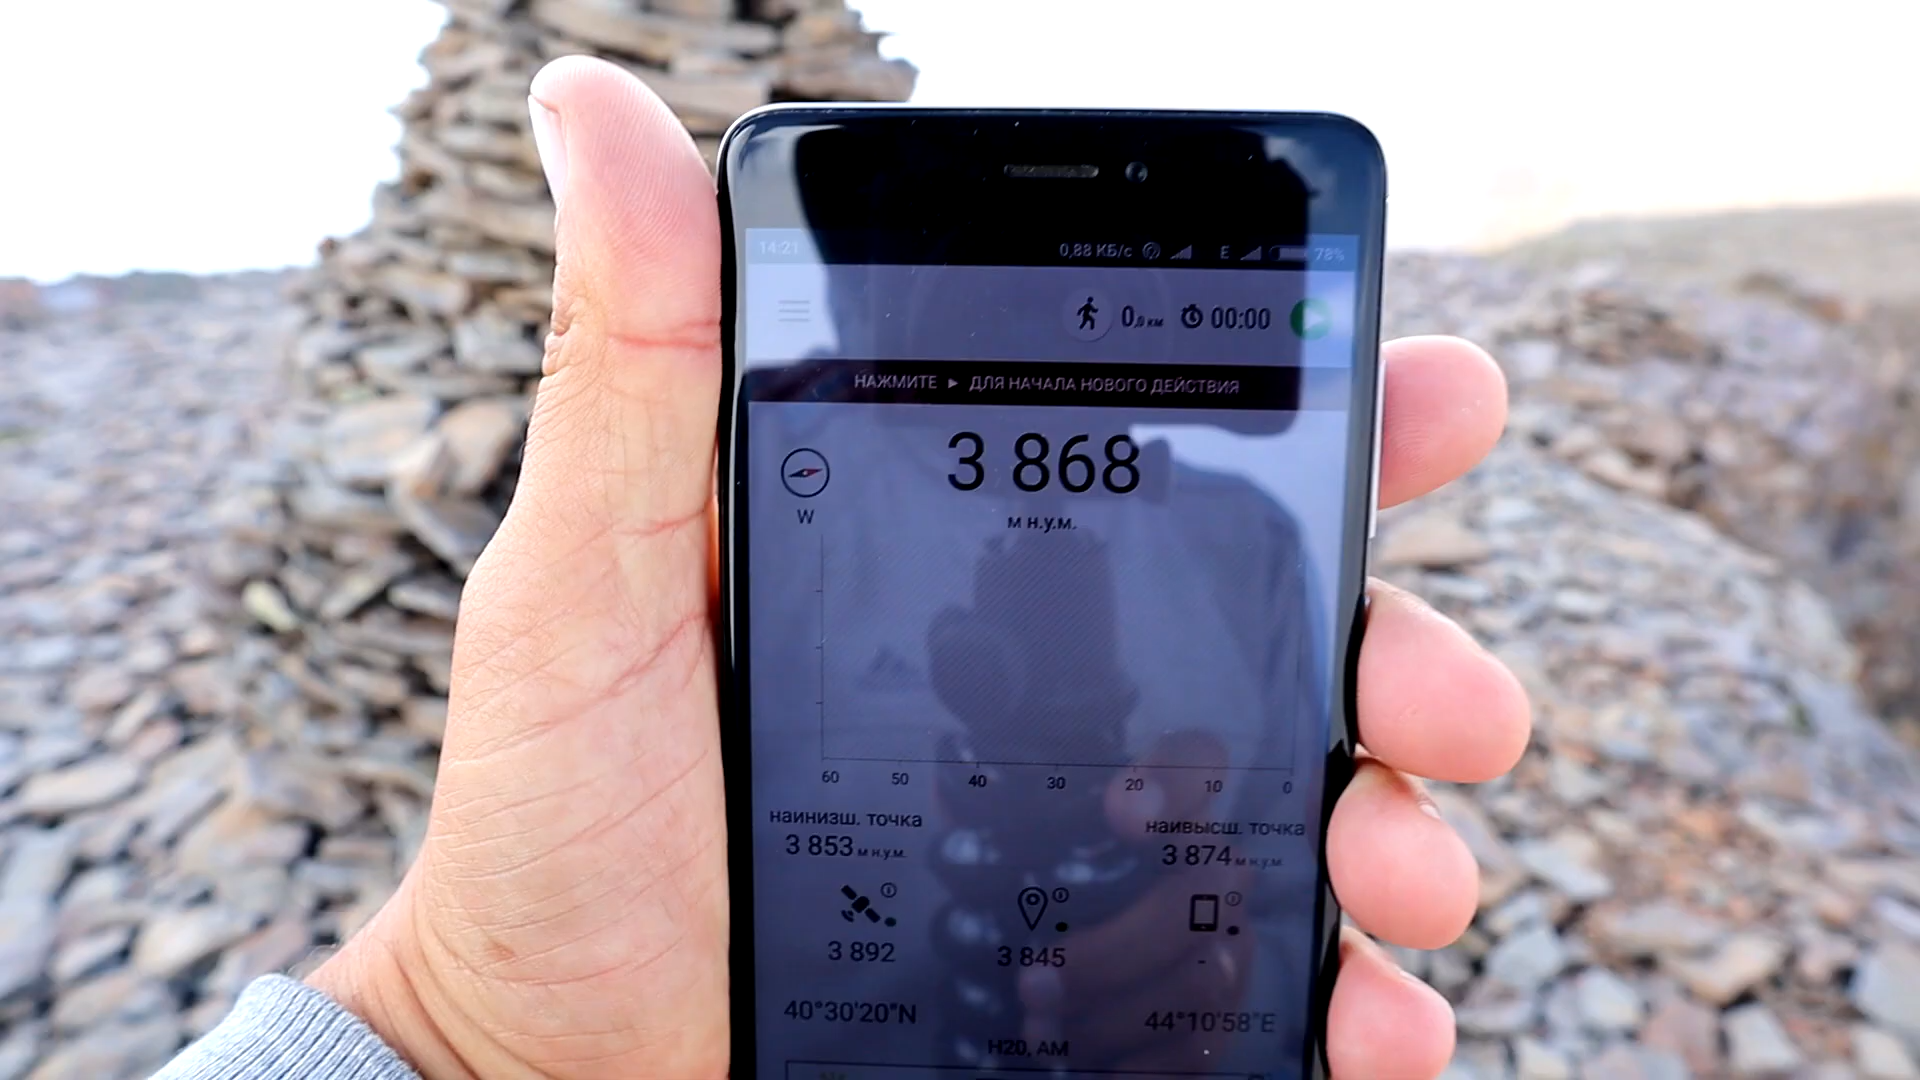 14:21 0,88 КБ/с E 78%
0,0 км 00:00
НАЖМИТЕ ► ДЛЯ НАЧАЛА НОВОГО ДЕЙСТВИЯ
3 868
W
м н.у.м.
60 50 40 30 20 10 0
наинизш. точка наивысш. точка
3 853 м н.у.м. 3 874 м н.у.м.
3 892 3 845 -
40°30'20"N 44°10'58"E
H20, AM